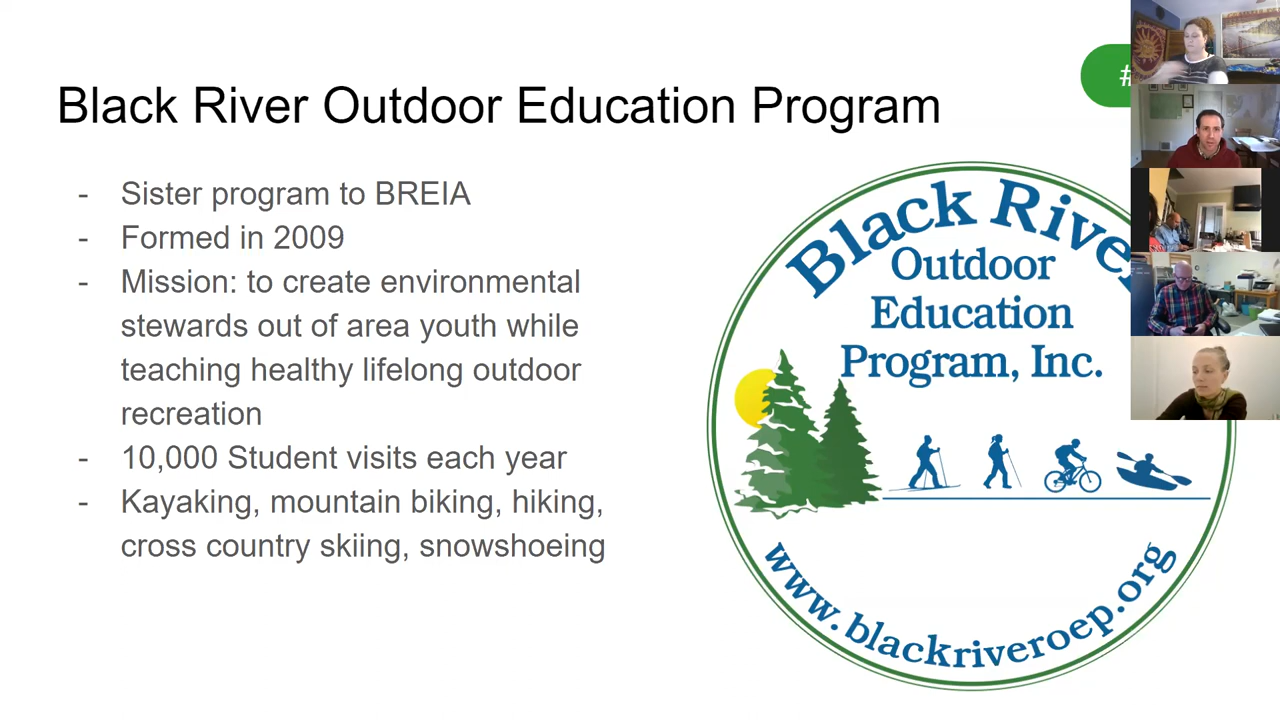 Black River Outdoor Education Program
#
- Sister program to BREIA
- Formed in 2009
- Mission: to create environmental
stewards out of area youth while
teaching healthy lifelong outdoor
recreation
- 10,000 Student visits each year
- Kayaking, mountain biking, hiking,
cross country skiing, snowshoeing
Black River
Outdoor
Education
Program, Inc.
www.blackriveroep.org